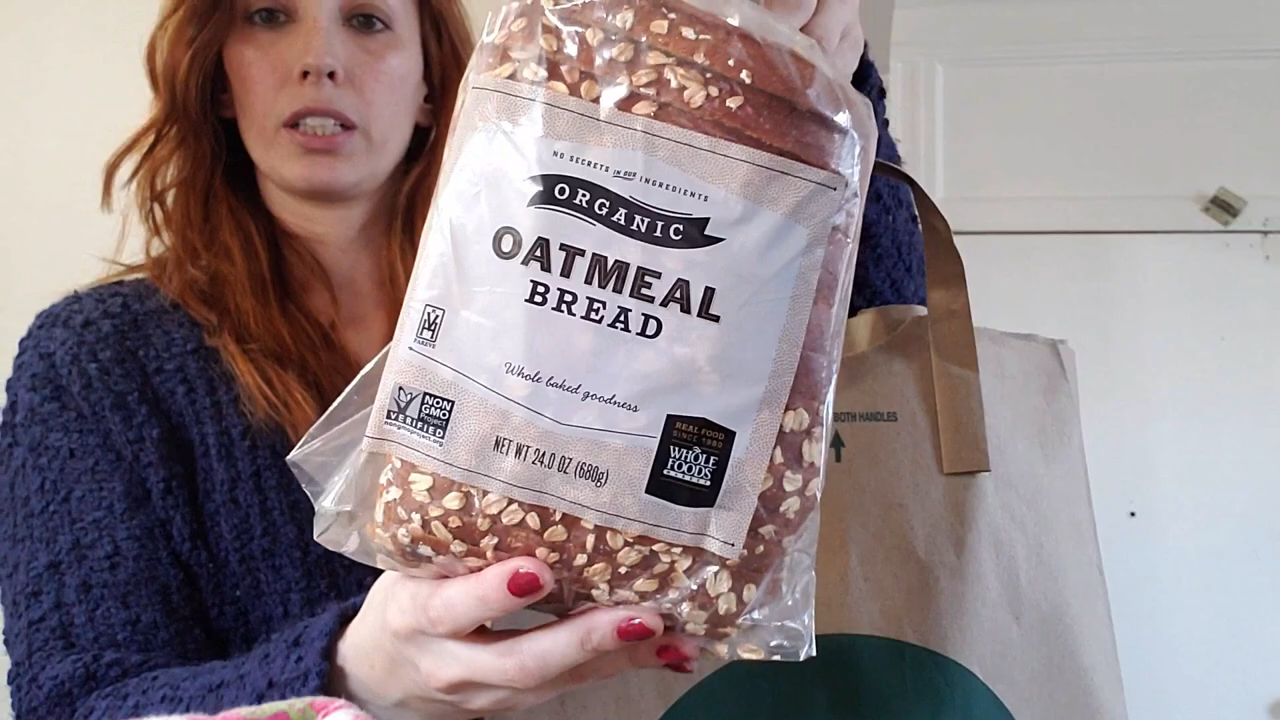 NO SECRETS IN OUR INGREDIENTS
ORGANIC
OATMEAL
BREAD
PAREVE
Whole baked goodness
NON
GMO
Project
VERIFIED
nongmoproject.org
NET WT 24.0 OZ (680g)
REAL FOOD
SINCE 1980
WHOLE
FOODS
MARKET
BOTH HANDLES